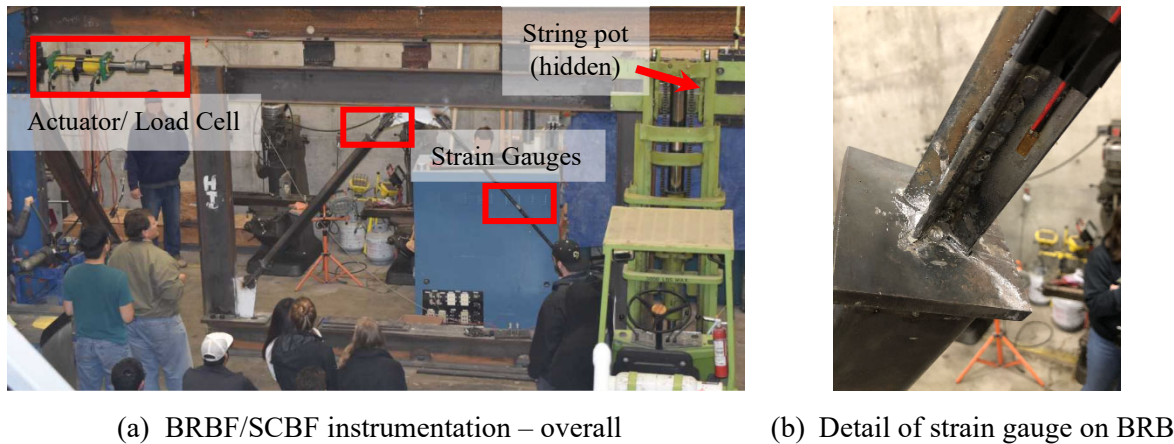 String pot
(hidden)
Actuator/ Load Cell
Strain Gauges
(a) BRBF/SCBF instrumentation – overall
(b) Detail of strain gauge on BRB